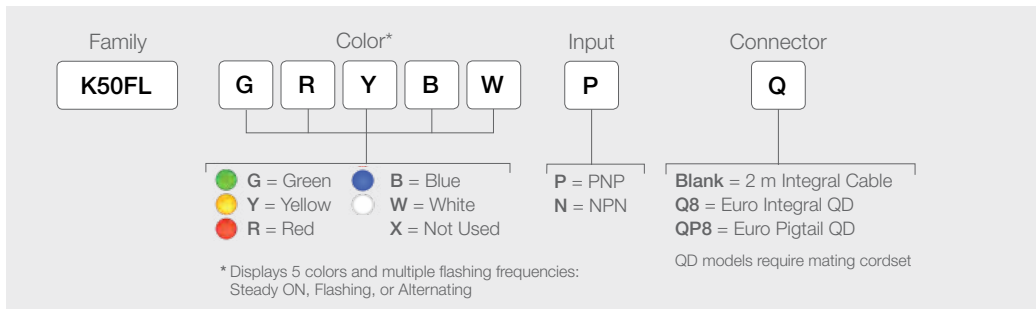 Family Color* Input Connector
K50FL G R Y B W P Q
G = Green B = Blue
Y = Yellow W = White
R = Red X = Not Used
P = PNP
N = NPN
Blank = 2 m Integral Cable
Q8 = Euro Integral QD
QP8 = Euro Pigtail QD
QD models require mating cordset
* Displays 5 colors and multiple flashing frequencies:
Steady ON, Flashing, or Alternating